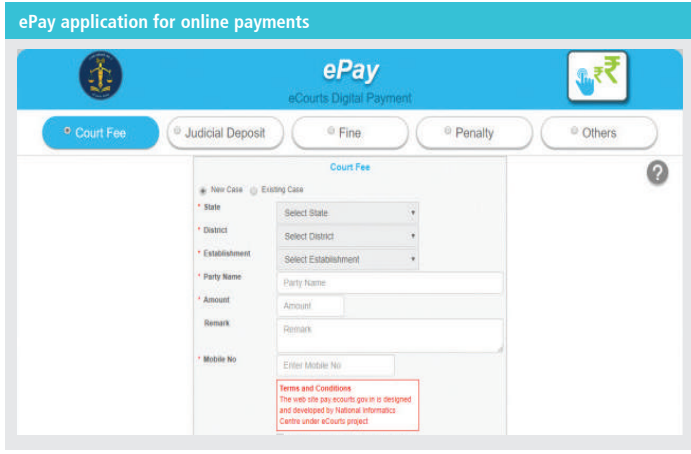 ePay application for online payments
ePay
eCourts Digital Payment
Court Fee
Judicial Deposit
Fine
Penalty
Others
Court Fee
?
New Case Existing Case
* State Select State
* District Select District
* Establishment Select Establishment
* Party Name Party Name
* Amount Amount
Remark Remark
* Mobile No Enter Mobile No
Terms and Conditions
The web site pay.ecourts.gov.in is designed
and developed by National Informatics
Centre under eCourts project